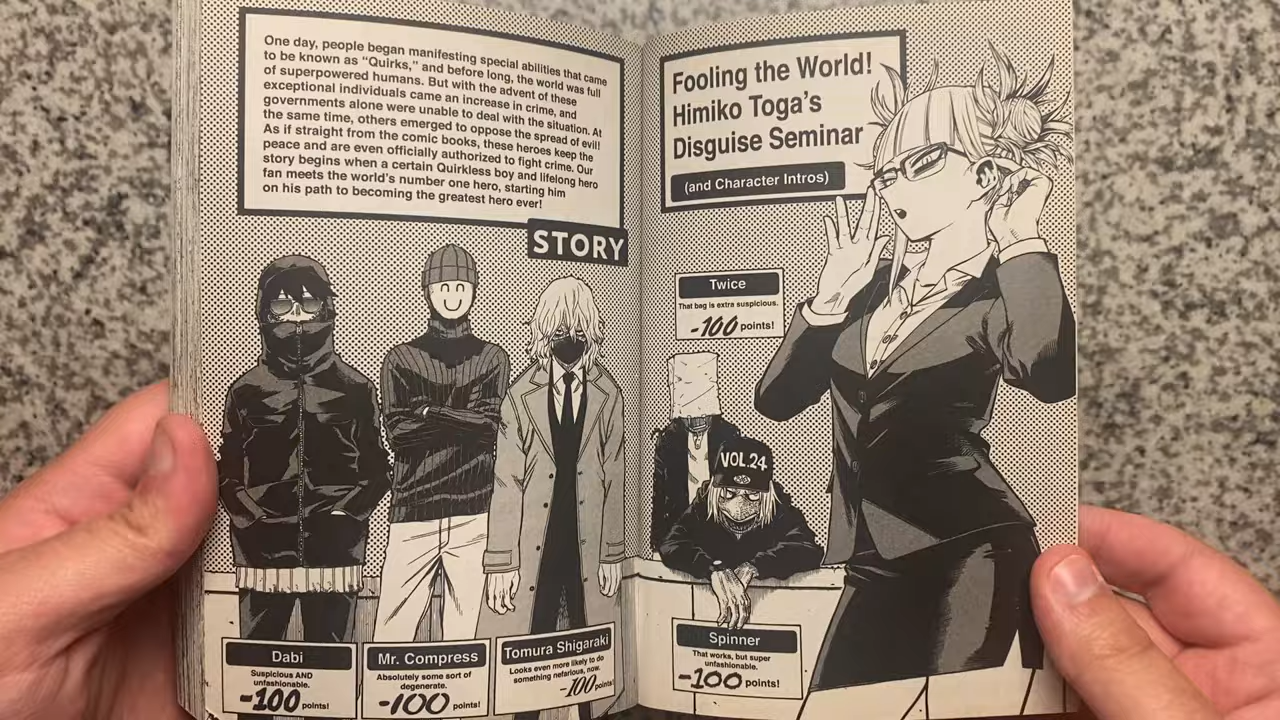 One day, people began manifesting special abilities that came
to be known as “Quirks,” and before long, the world was full
of superpowered humans. But with the advent of these
exceptional individuals came an increase in crime, and
governments alone were unable to deal with the situation. At
the same time, others emerged to oppose the spread of evil!
As if straight from the comic books, these heroes keep the
peace and are even officially authorized to fight crime. Our
story begins when a certain Quirkless boy and lifelong hero
fan meets the world’s number one hero, starting him
on his path to becoming the greatest hero ever!
STORY
Dabi
Suspicious AND
unfashionable.
-100 points!
Mr. Compress
Absolutely some sort of
degenerate.
-100 points!
Tomura Shigaraki
Looks even more likely to do
something nefarious, now.
-100 points!
Fooling the World!
Himiko Toga’s
Disguise Seminar
(and Character Intros)
Twice
That bag is extra suspicious.
-100 points!
VOL.24
Spinner
That works, but super
unfashionable.
-100 points!